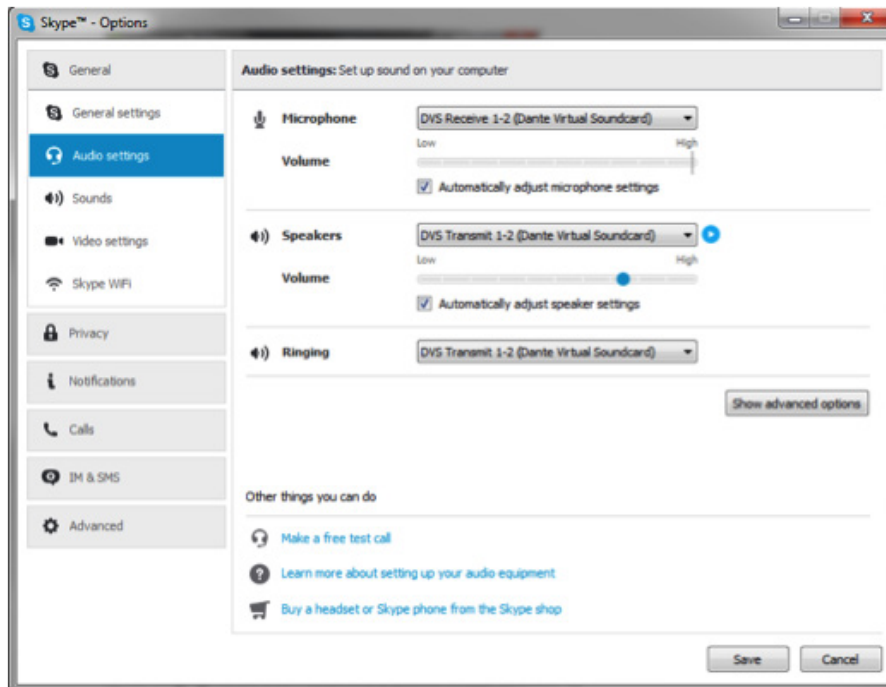 Skype™ - Options
General
General settings
Audio settings
Sounds
Video settings
Skype WiFi
Privacy
Notifications
Calls
IM & SMS
Advanced
Audio settings: Set up sound on your computer
Microphone DVS Receive 1-2 (Dante Virtual Soundcard)
Low High
Volume
Automatically adjust microphone settings
Speakers DVS Transmit 1-2 (Dante Virtual Soundcard)
Low High
Volume
Automatically adjust speaker settings
Ringing DVS Transmit 1-2 (Dante Virtual Soundcard)
Show advanced options
Other things you can do
Make a free test call
Learn more about setting up your audio equipment
Buy a headset or Skype phone from the Skype shop
Save Cancel